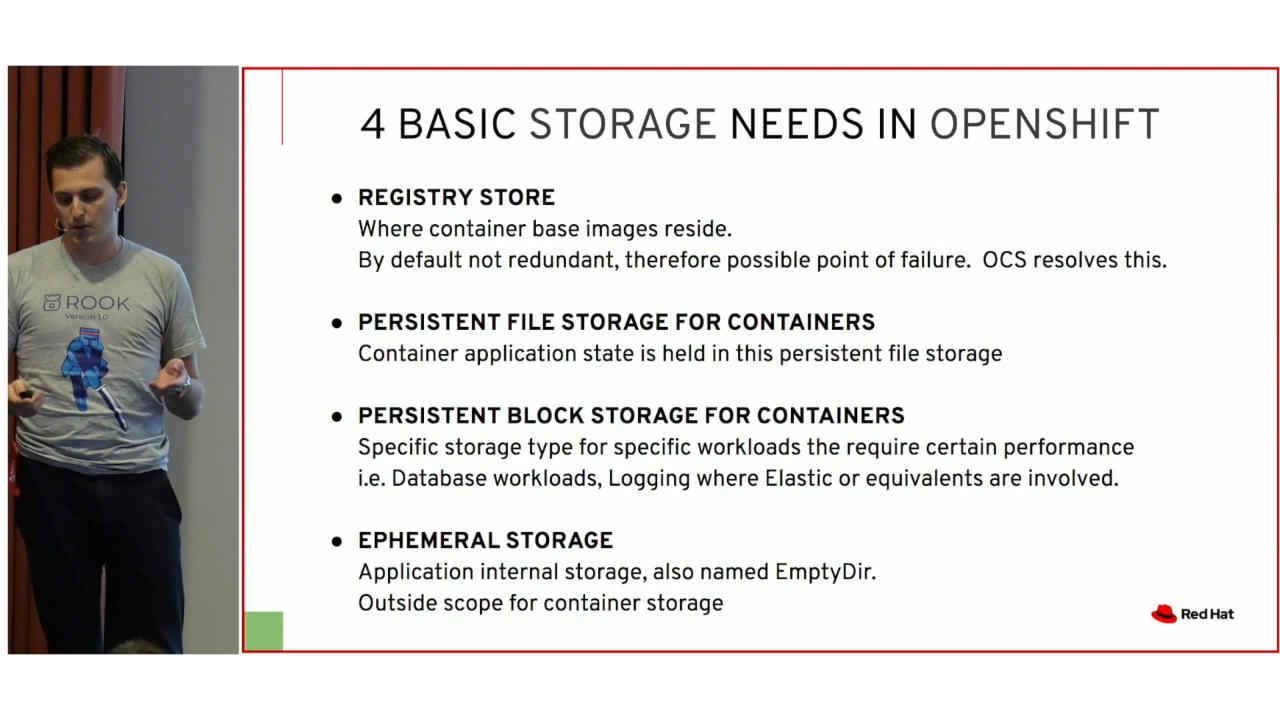 4 BASIC STORAGE NEEDS IN OPENSHIFT
● REGISTRY STORE
Where container base images reside.
By default not redundant, therefore possible point of failure. OCS resolves this.
● PERSISTENT FILE STORAGE FOR CONTAINERS
Container application state is held in this persistent file storage
● PERSISTENT BLOCK STORAGE FOR CONTAINERS
Specific storage type for specific workloads the require certain performance
i.e. Database workloads, Logging where Elastic or equivalents are involved.
● EPHEMERAL STORAGE
Application internal storage, also named EmptyDir.
Outside scope for container storage
Red Hat
ROOK
Version 1.0